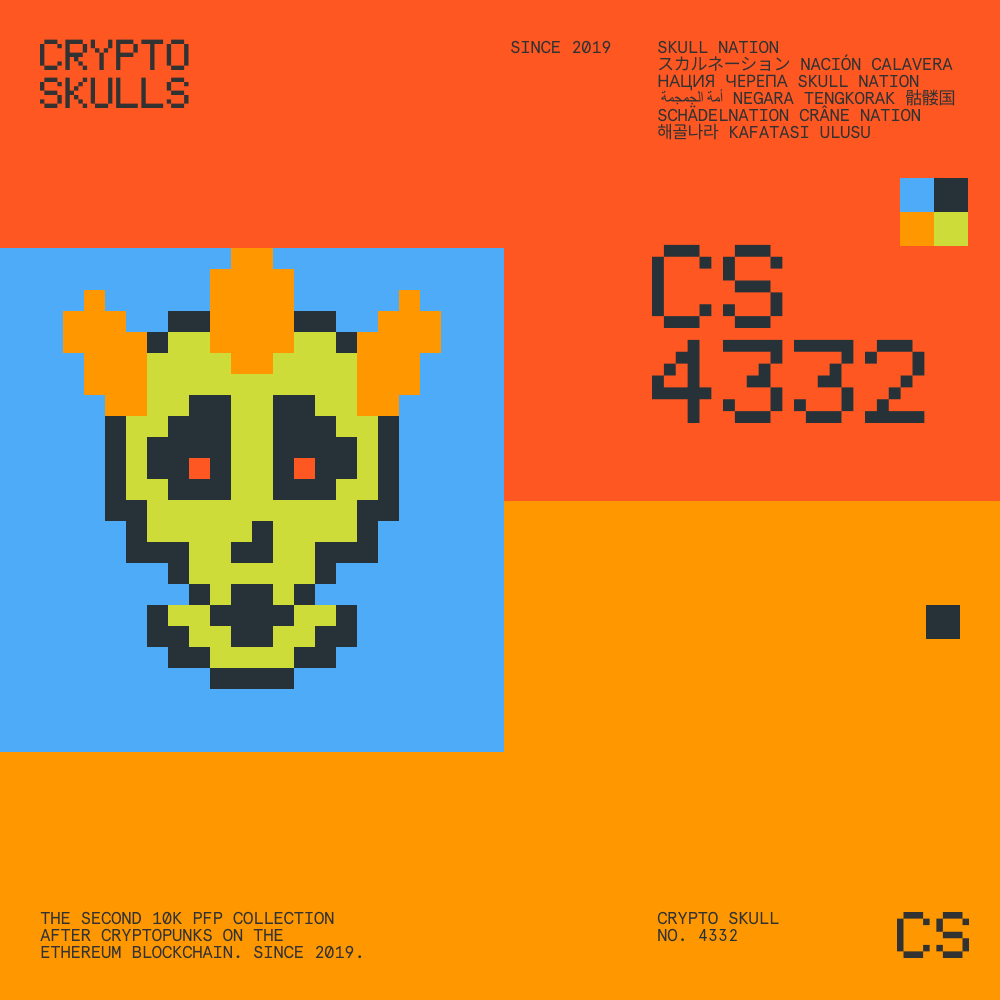 CRYPTO
SKULLS
SINCE 2019
SKULL NATION
スカルネーション NACIÓN CALAVERA
НАЦИЯ ЧЕРЕПА SKULL NATION
أمة الجمجمة NEGARA TENGKORAK 骷髅国
SCHÄDELNATION CRÂNE NATION
해골나라 KAFATASI ULUSU
CS
4332
THE SECOND 10K PFP COLLECTION
AFTER CRYPTOPUNKS ON THE
ETHEREUM BLOCKCHAIN. SINCE 2019.
CRYPTO SKULL
NO. 4332
CS